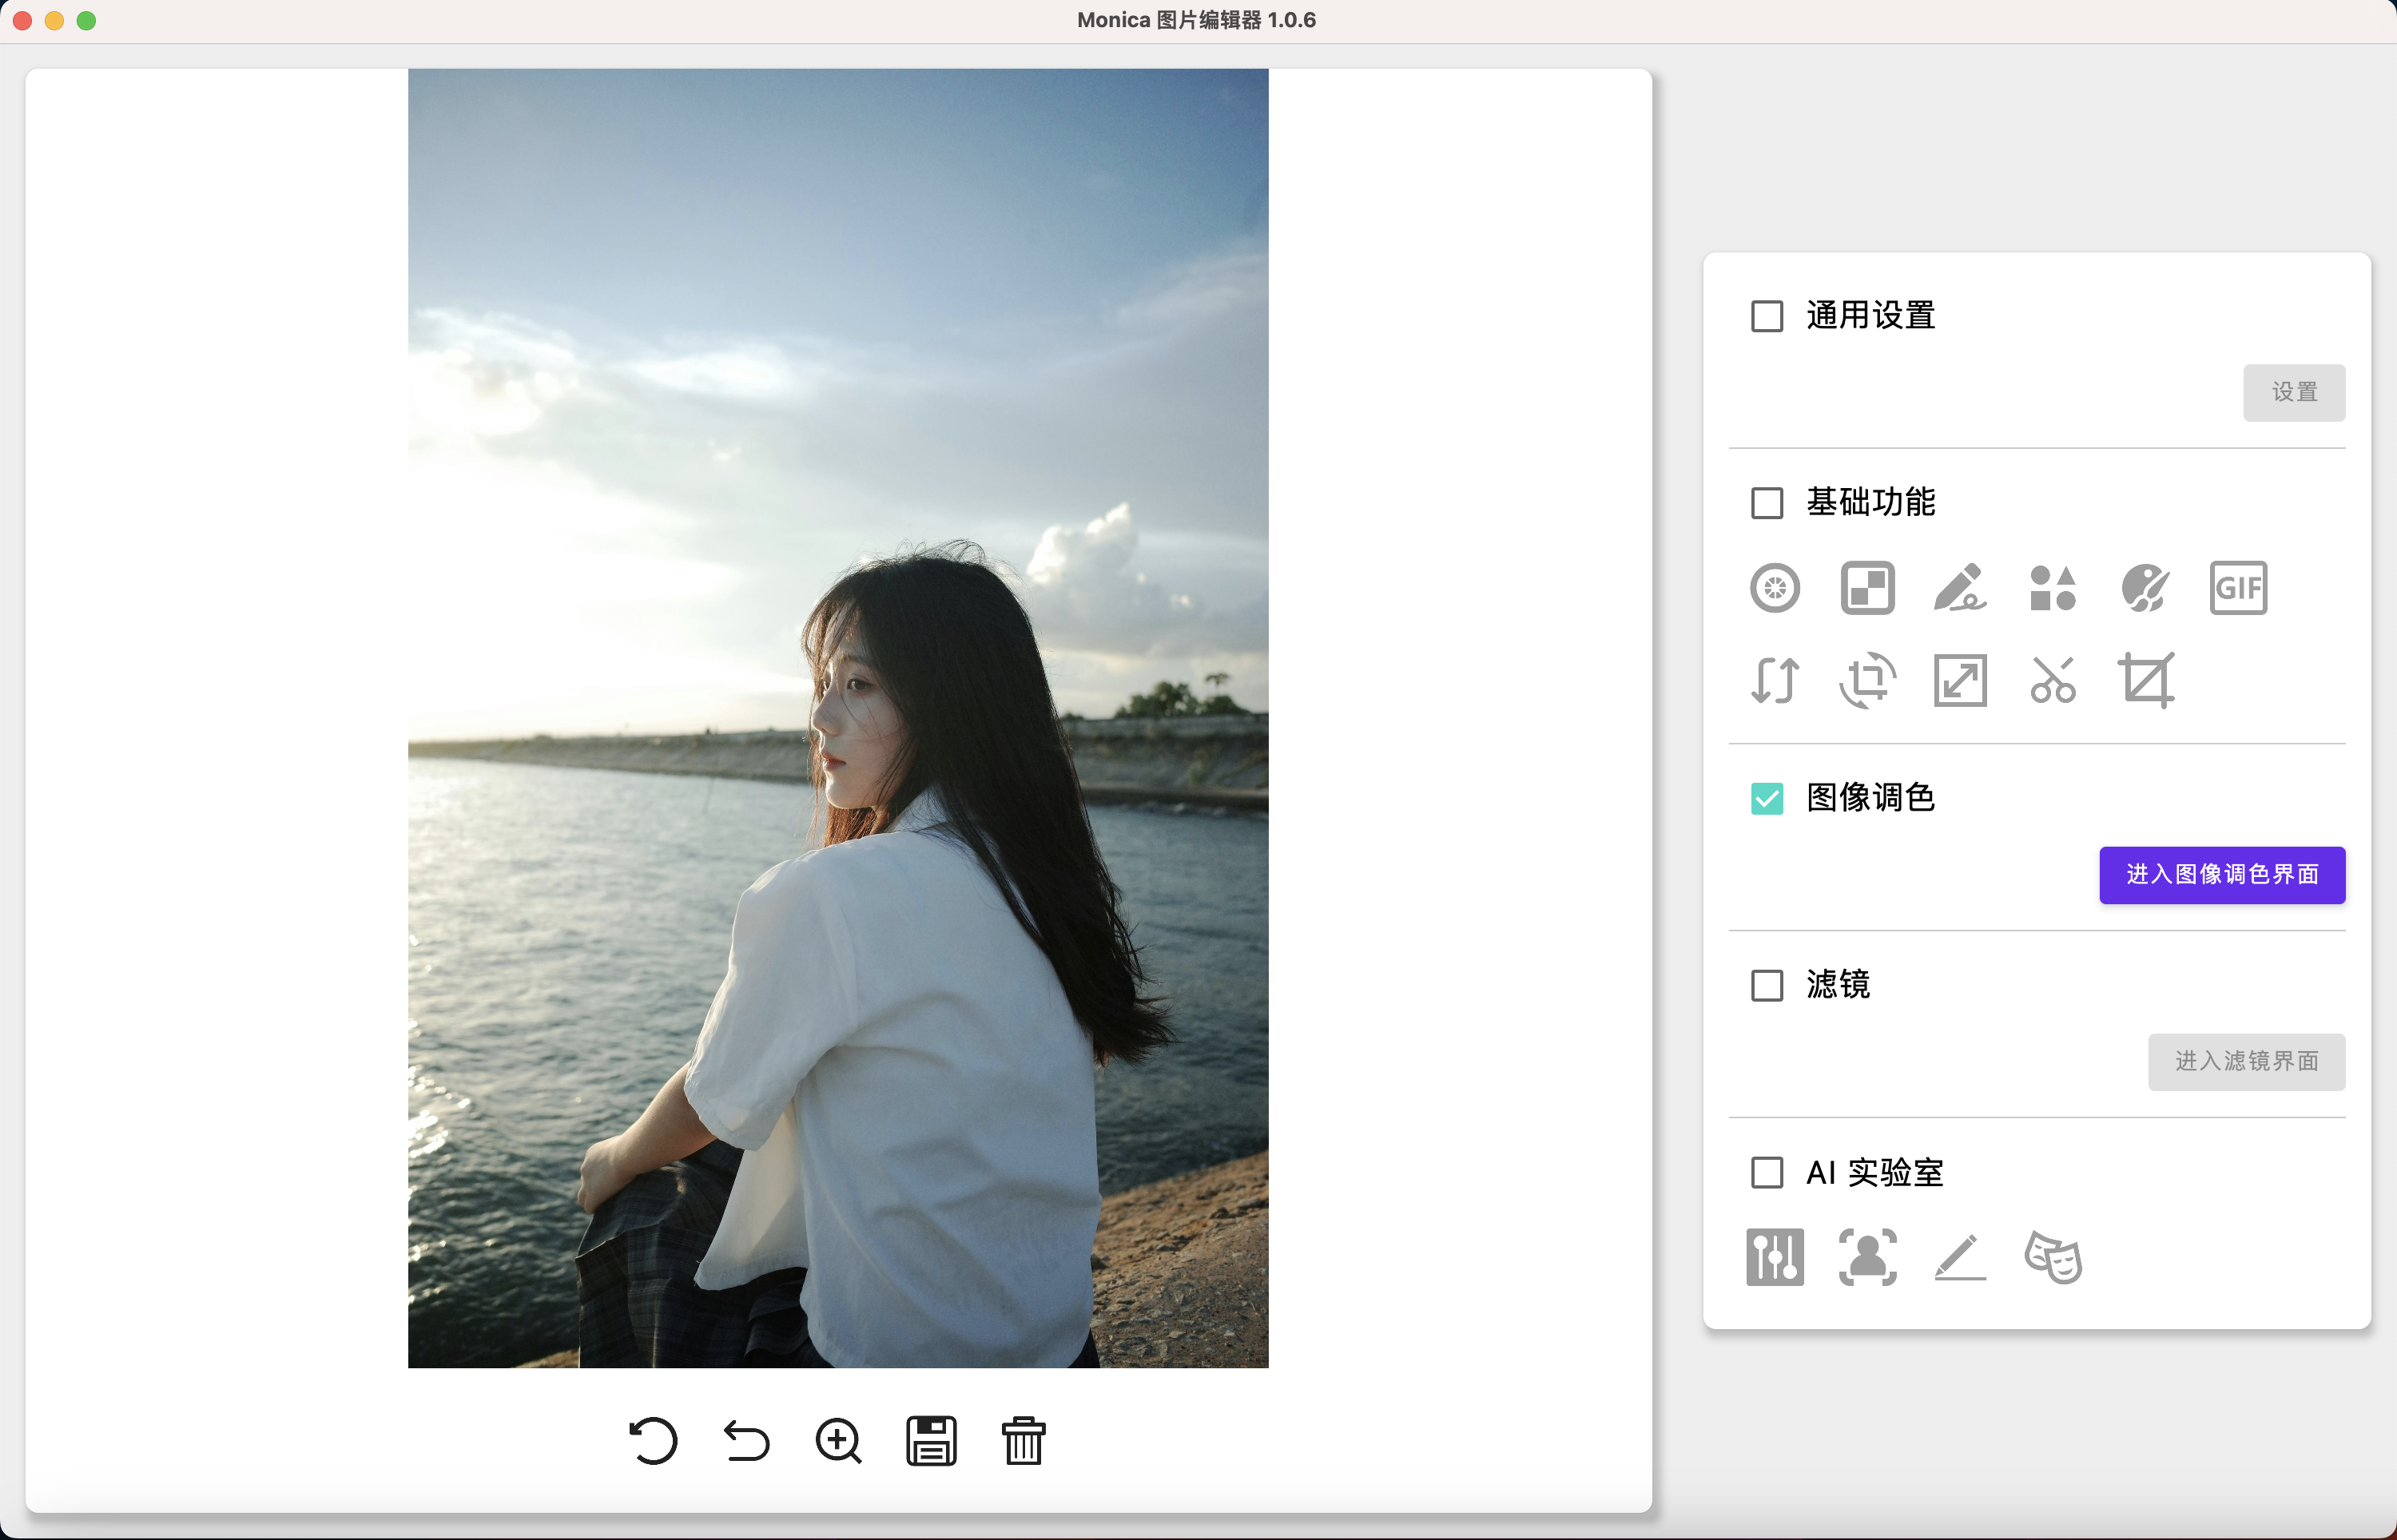 Monica 图片编辑器 1.0.6
通用设置
设置
基础功能
GIF
图像调色
进入图像调色界面
滤镜
进入滤镜界面
AI 实验室